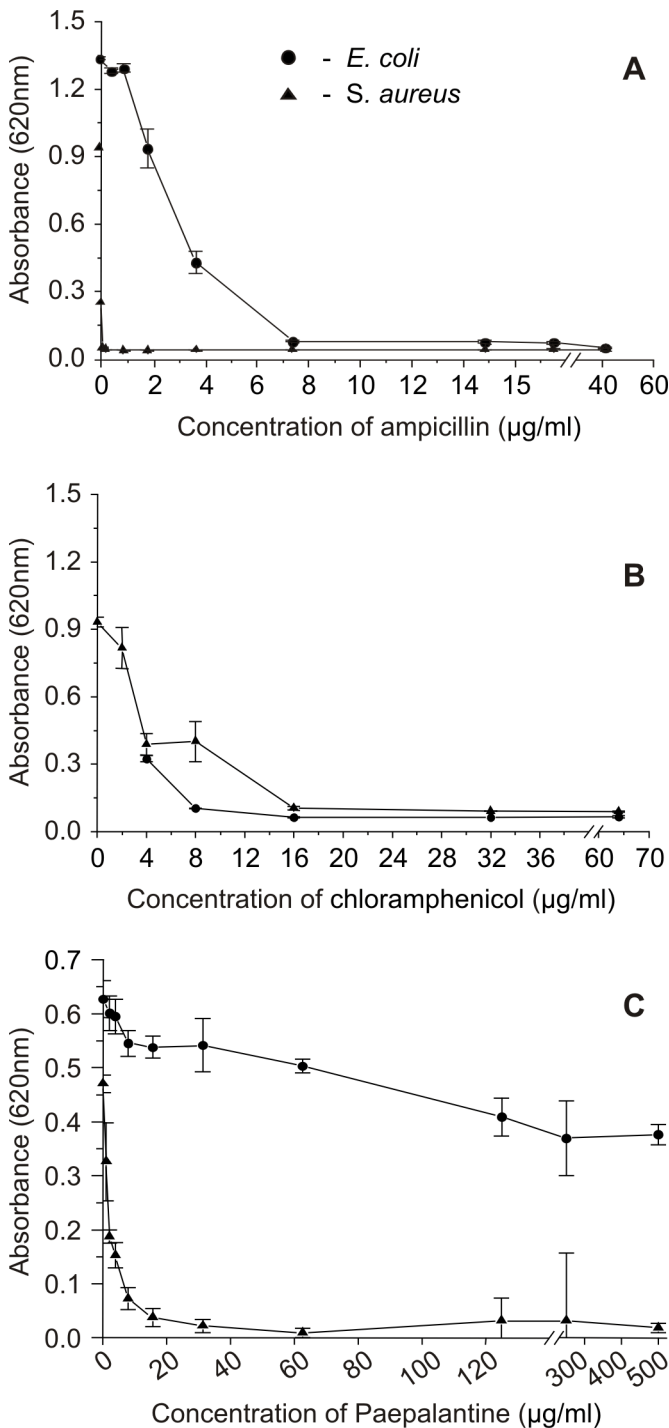 1.5
A
- E. coli
- S. aureus
1.2
0.9
0.6
0.3
0.0
Absorbance (620nm)
0 2 4 6 8 10 12 14 16 40 60
Concentration of ampicillin (µg/ml)
1.5
B
1.2
0.9
0.6
0.3
0.0
Absorbance (620nm)
0 4 8 12 16 20 24 28 32 36 60 70
Concentration of chloramphenicol (µg/ml)
0.7
C
0.6
0.5
0.4
0.3
0.2
0.1
0.0
Absorbance (620nm)
0 20 40 60 80 100 120 300 400 500
Concentration of Paepalantine (µg/ml)